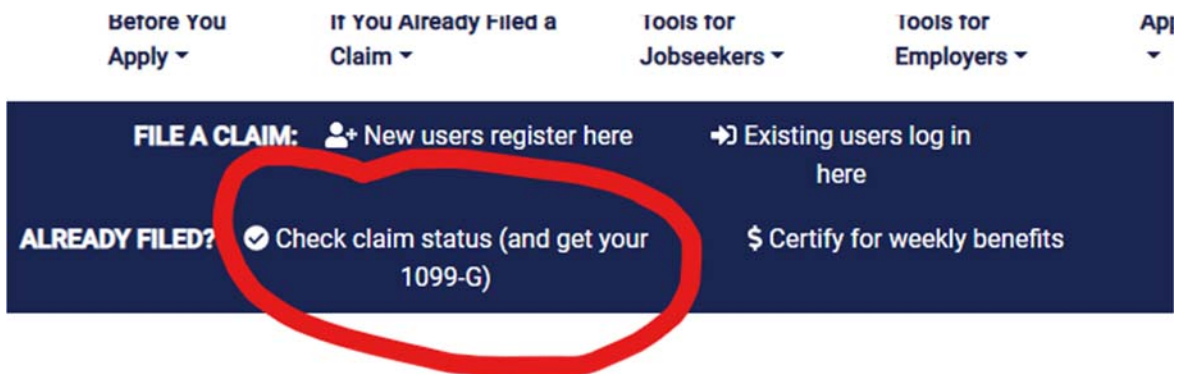 Before You If You Already Filed a Tools for Tools for
Apply Claim Jobseekers Employers
FILE A CLAIM: New users register here Existing users log in
here
ALREADY FILED? Check claim status (and get your $ Certify for weekly benefits
1099-G)